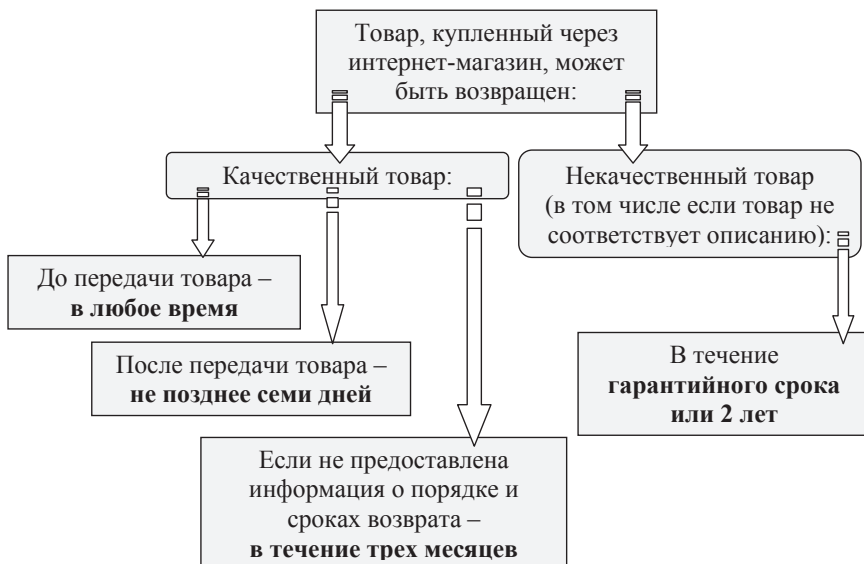 Товар, купленный через
интернет-магазин, может
быть возвращен:
Качественный товар:
Некачественный товар
(в том числе если товар не
соответствует описанию):
До передачи товара –
в любое время
После передачи товара –
не позднее семи дней
В течение
гарантийного срока
или 2 лет
Если не предоставлена
информация о порядке и
сроках возврата –
в течение трех месяцев